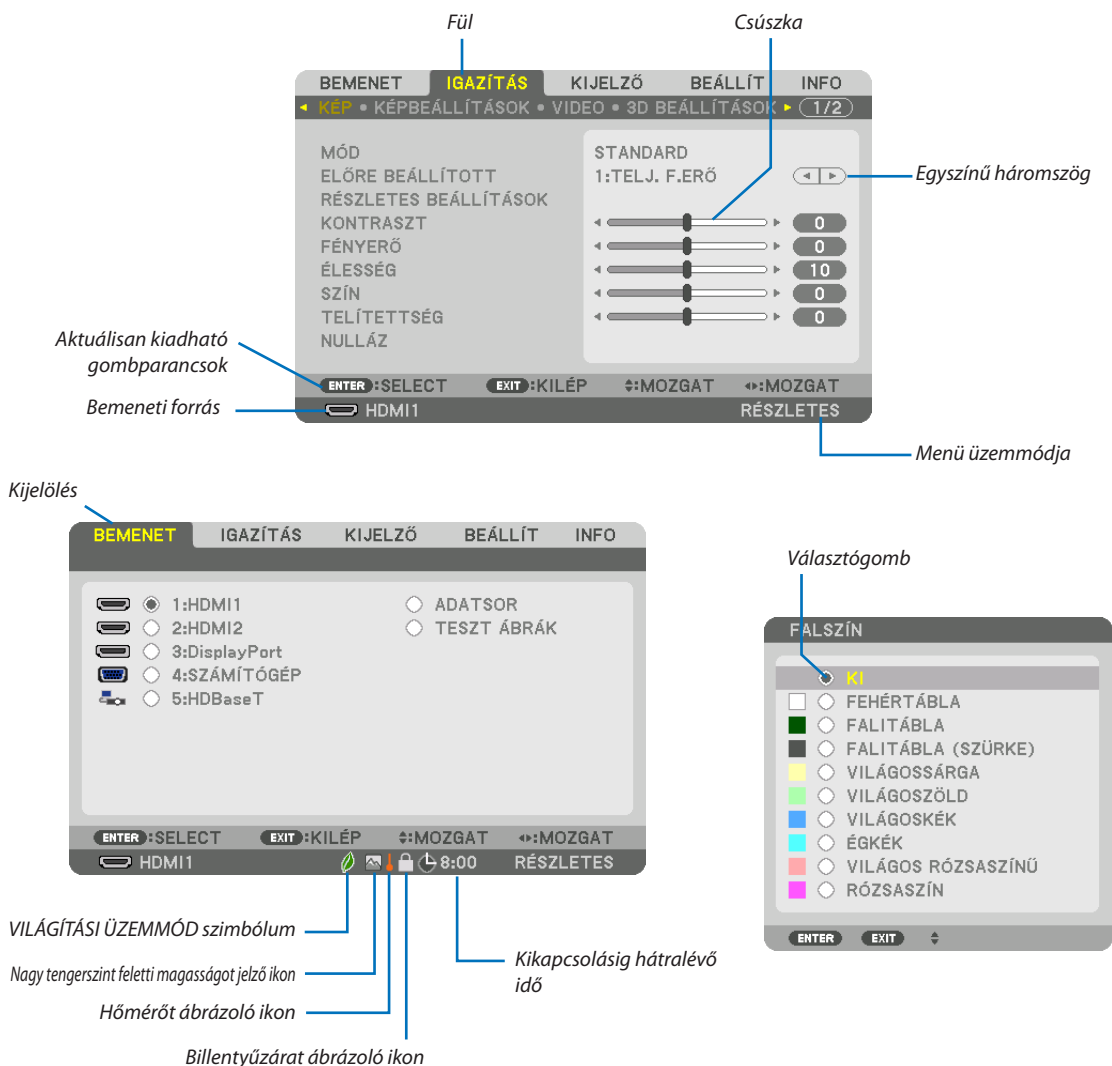 Fül
Csúszka
BEMENET IGAZÍTÁS KIJELZŐ BEÁLLÍT INFO
KÉP • KÉPBEÁLLÍTÁSOK • VIDEO • 3D BEÁLLÍTÁSOK 1/2
MÓD STANDARD
ELŐRE BEÁLLÍTOTT 1:TELJ. F.ERŐ
Egyszínű háromszög
RÉSZLETES BEÁLLÍTÁSOK
KONTRASZT 0
FÉNYERŐ 0
ÉLESSÉG 10
SZÍN 0
TELÍTETTSÉG 0
NULLÁZ
Aktuálisan kiadható
gombparancsok
ENTER :SELECT EXIT :KILÉP :MOZGAT :MOZGAT
Bemeneti forrás
HDMI1 RÉSZLETES
Menü üzemmódja
Kijelölés
BEMENET IGAZÍTÁS KIJELZŐ BEÁLLÍT INFO
1:HDMI1 ADATSOR
2:HDMI2 TESZT ÁBRÁK
3:DisplayPort
4:SZÁMÍTÓGÉP
5:HDBaseT
ENTER :SELECT EXIT :KILÉP :MOZGAT :MOZGAT
HDMI1 8:00 RÉSZLETES
VILÁGÍTÁSI ÜZEMMÓD szimbólum
Nagy tengerszint feletti magasságot jelző ikon
Hőmérőt ábrázoló ikon
Billentyűzárat ábrázoló ikon
Kikapcsolásig hátralévő
idő
Választógomb
FALSZÍN
KI
FEHÉRTÁBLA
FALITÁBLA
FALITÁBLA (SZÜRKE)
VILÁGOSSÁRGA
VILÁGOSZÖLD
VILÁGOSKÉK
ÉGKÉK
VILÁGOS RÓZSASZÍNŰ
RÓZSASZÍN
ENTER EXIT